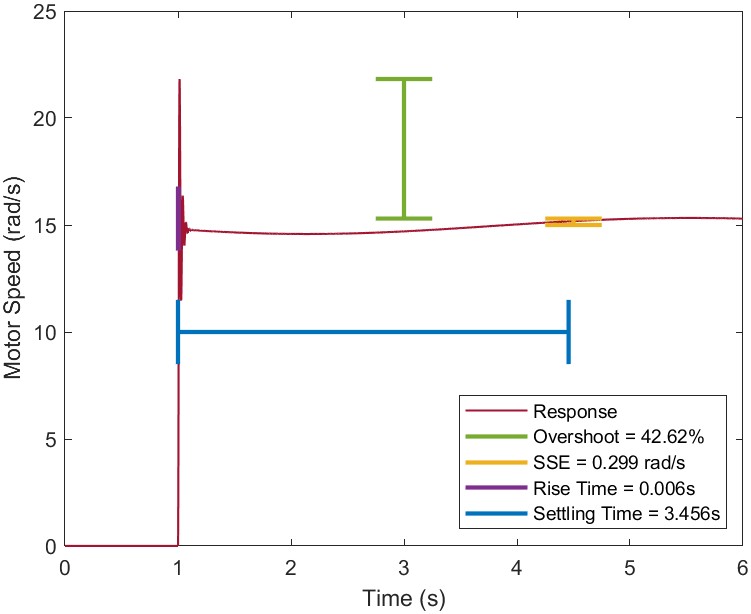 25
20
15
10
5
0
Motor Speed (rad/s)
0 1 2 3 4 5 6
Time (s)
Response
Overshoot = 42.62%
SSE = 0.299 rad/s
Rise Time = 0.006s
Settling Time = 3.456s